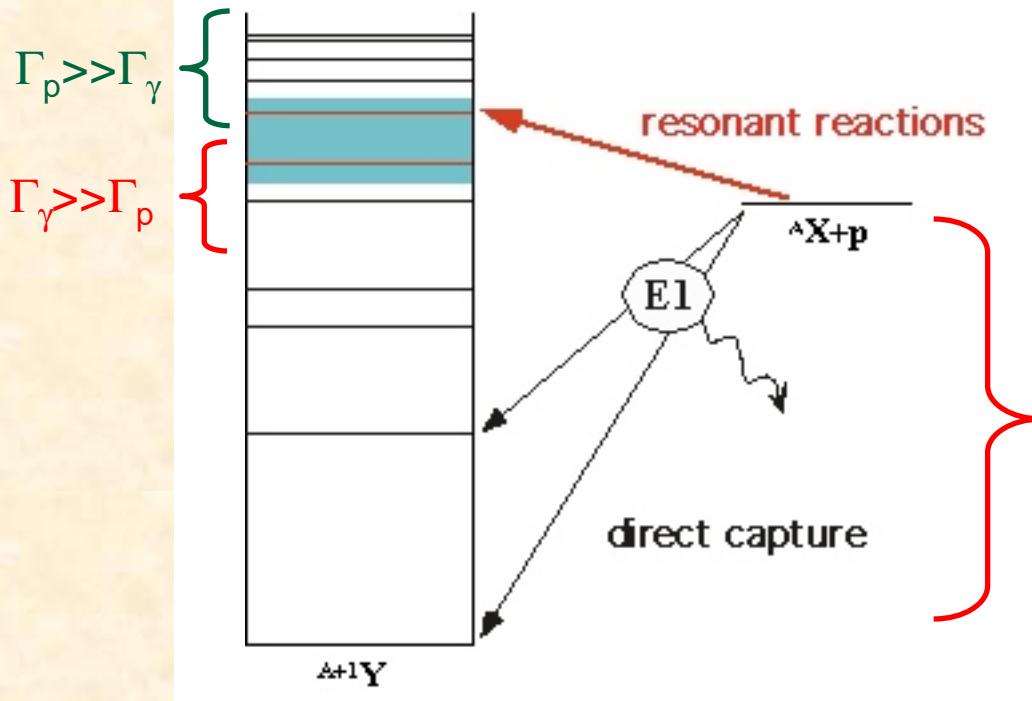 Γₚ>>Γᵧ
resonant reactions
Γᵧ>>Γₚ
ᴬX+p
E1
direct capture
ᴬ⁺¹Y